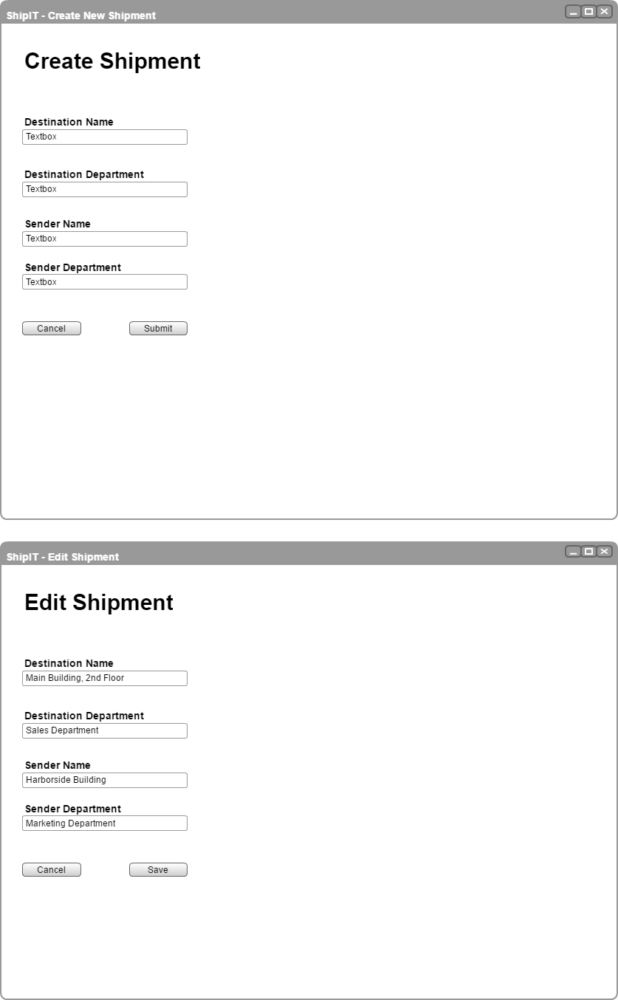 ShipIT - Create New Shipment
Create Shipment
Destination Name
Textbox
Destination Department
Textbox
Sender Name
Textbox
Sender Department
Textbox
Cancel Submit
ShipIT - Edit Shipment
Edit Shipment
Destination Name
Main Building, 2nd Floor
Destination Department
Sales Department
Sender Name
Harborside Building
Sender Department
Marketing Department
Cancel Save